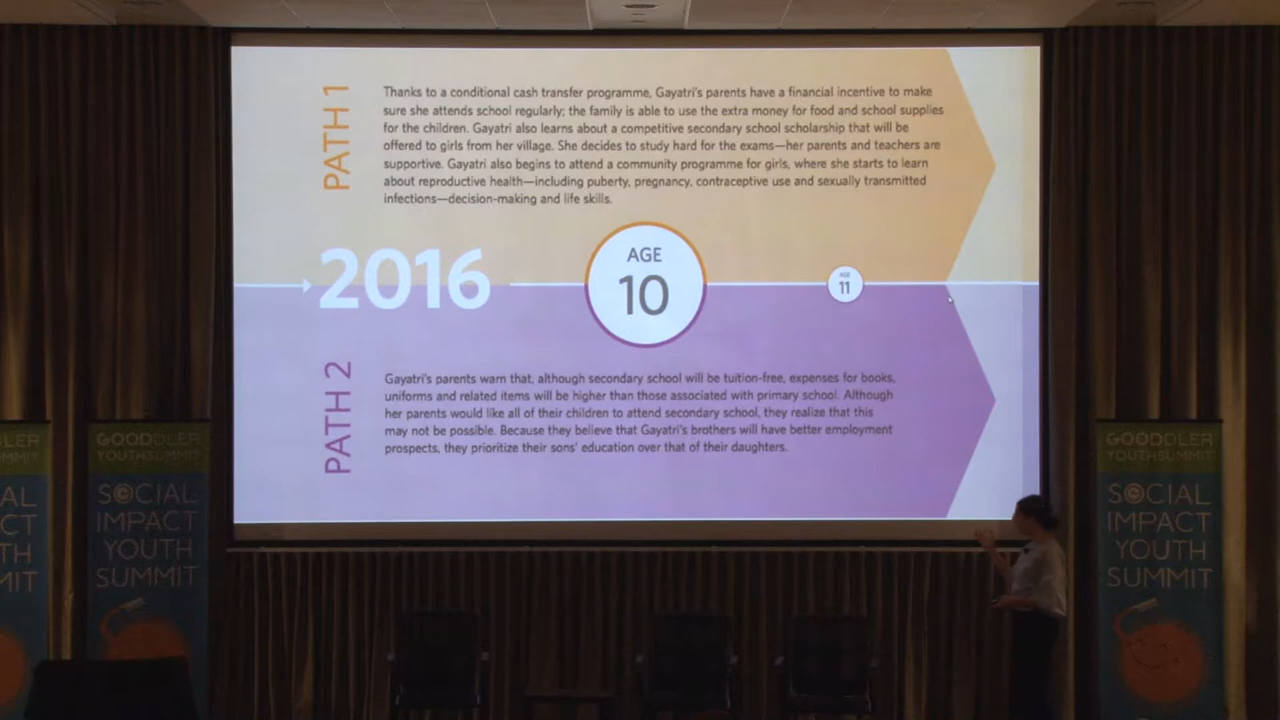 PATH 1
Thanks to a conditional cash transfer programme, Gayatri's parents have a financial incentive to make
sure she attends school regularly; the family is able to use the extra money for food and school supplies
for the children. Gayatri also learns about a competitive secondary school scholarship that will be
offered to girls from her village. She decides to study hard for the exams—her parents and teachers are
supportive. Gayatri also begins to attend a community programme for girls, where she starts to learn
about reproductive health—including puberty, pregnancy, contraceptive use and sexually transmitted
infections—decision-making and life skills.
2016
AGE
10
AGE
11
PATH 2
Gayatri's parents warn that, although secondary school will be tuition-free, expenses for books,
uniforms and related items will be higher than those associated with primary school. Although
her parents would like all of their children to attend secondary school, they realize that this
may not be possible. Because they believe that Gayatri's brothers will have better employment
prospects, they prioritize their sons' education over that of their daughters.
DLER
MMIT
AL
CT
TH
MIT
GOODDLER
YOUTHSUMMIT
SOCIAL
IMPACT
YOUTH
SUMMIT
GOODDLER
YOUTHSUMMIT
SOCIAL
IMPACT
YOUTH
SUMMIT